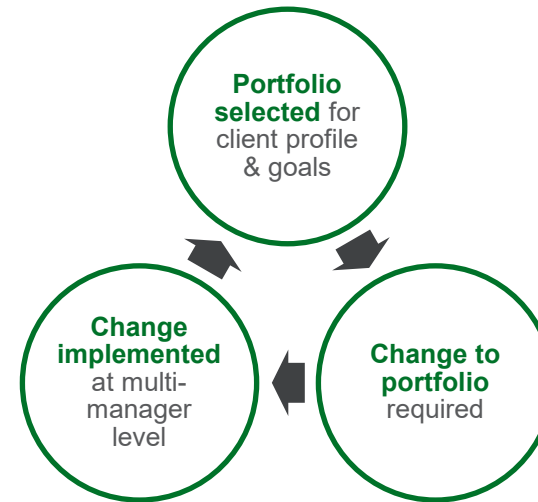 Portfolio
selected for
client profile
& goals
Change to
portfolio
required
Change
implemented
at multi-
manager
level